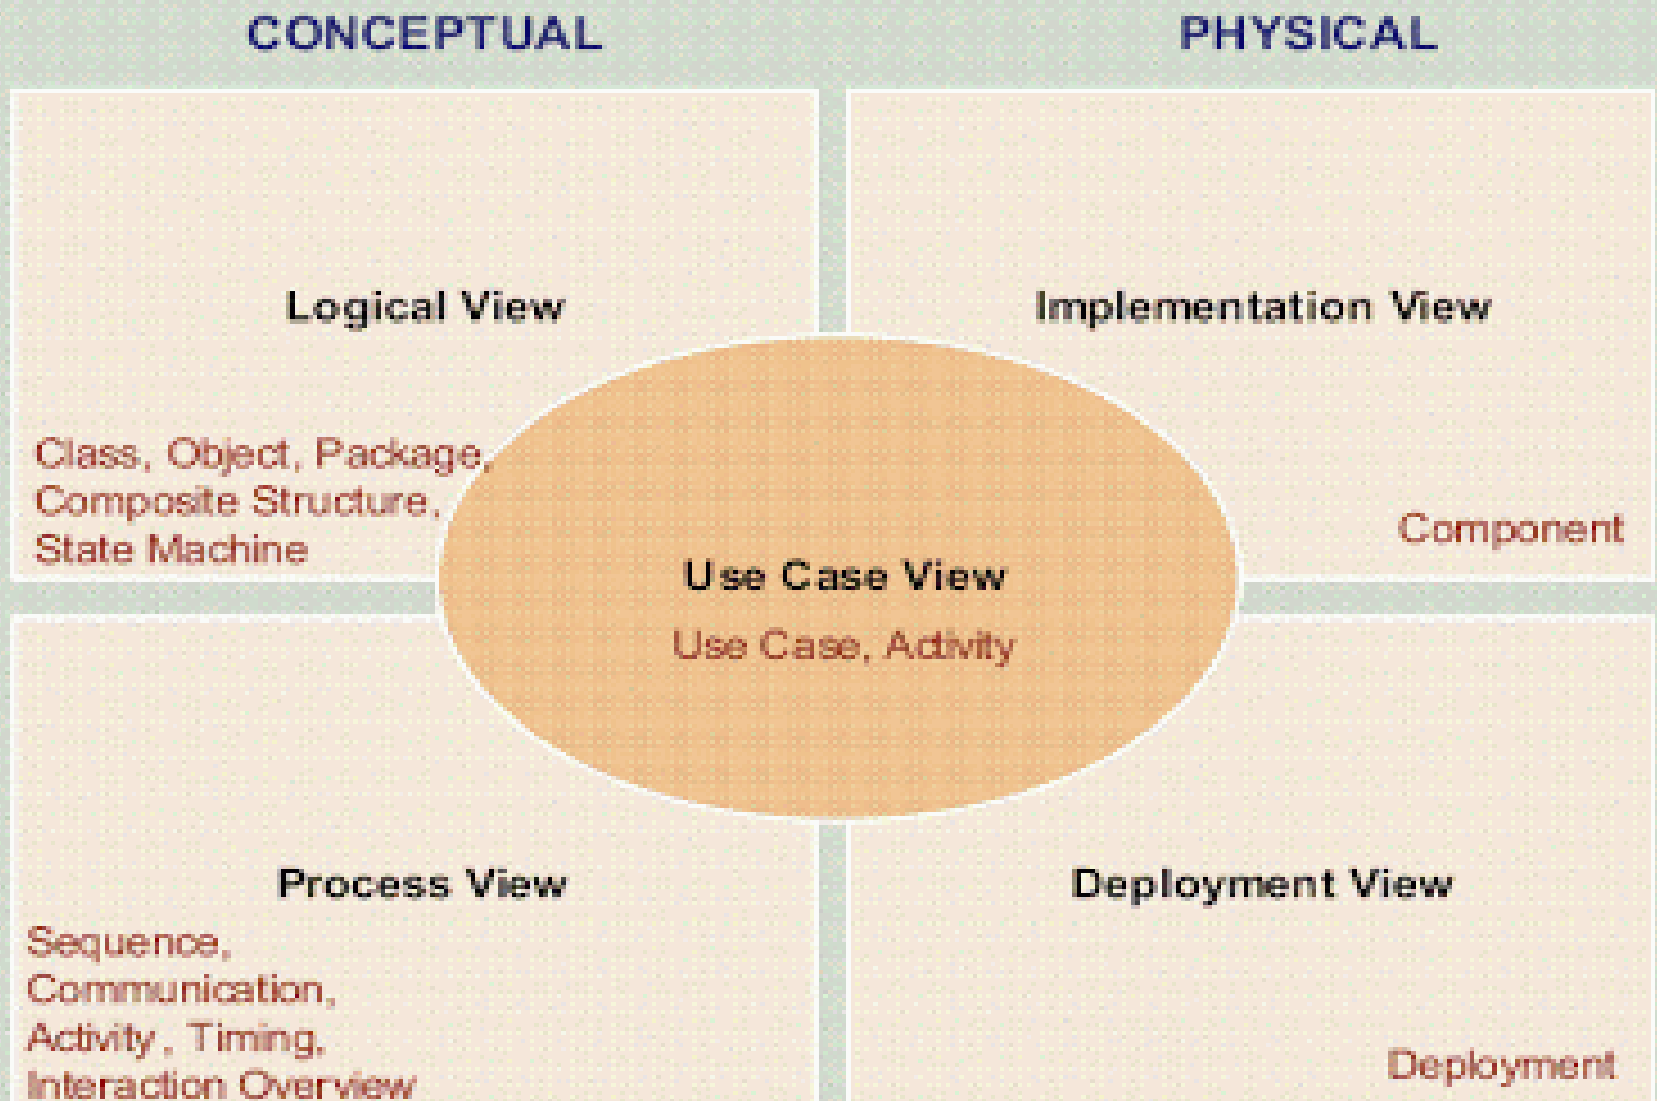 CONCEPTUAL PHYSICAL
Logical View
Implementation View
Class, Object, Package,
Composite Structure,
State Machine
Component
Use Case View
Use Case, Activity
Process View
Sequence,
Communication,
Activity, Timing,
Interaction Overview
Deployment View
Deployment